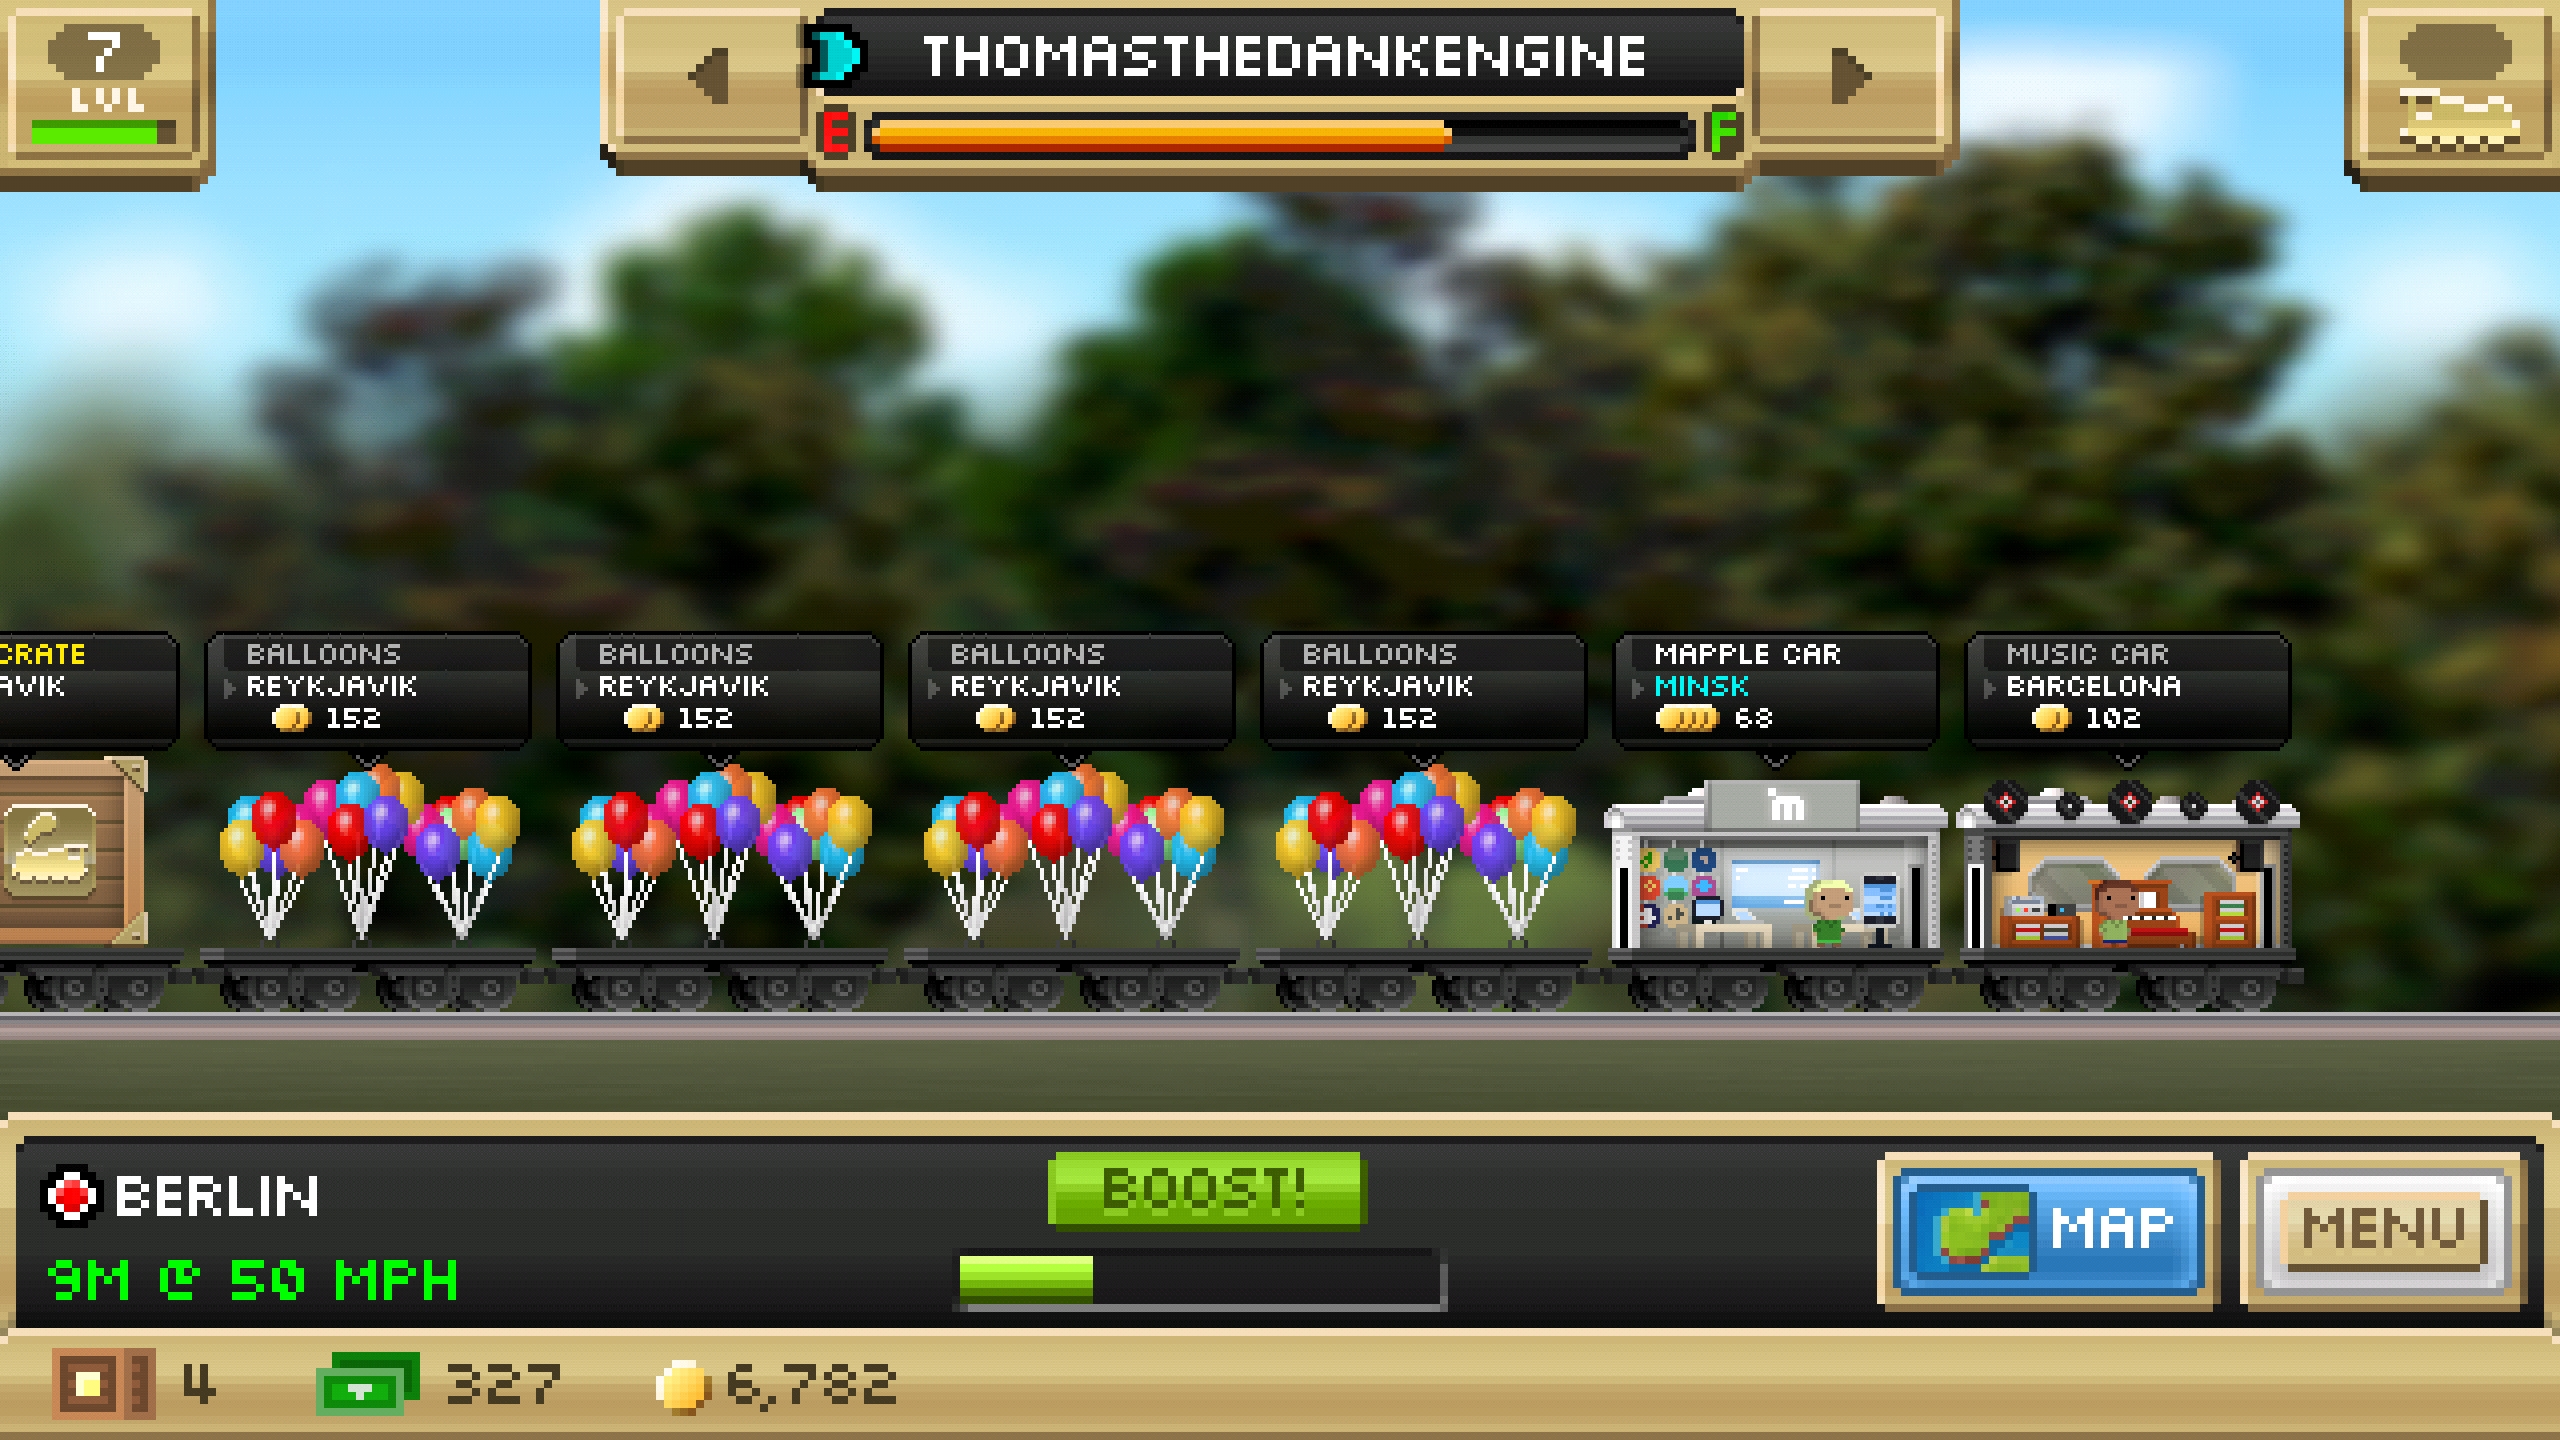 7
LVL
THOMASTHEDANKENGINE
E
F
CRATE
AVIK
BALLOONS
REYKJAVIK
152
BALLOONS
REYKJAVIK
152
BALLOONS
REYKJAVIK
152
BALLOONS
REYKJAVIK
152
MAPPLE CAR
MINSK
68
MUSIC CAR
BARCELONA
102
m
BERLIN
9M @ 50 MPH
BOOST!
MAP
MENU
4
327
6,782